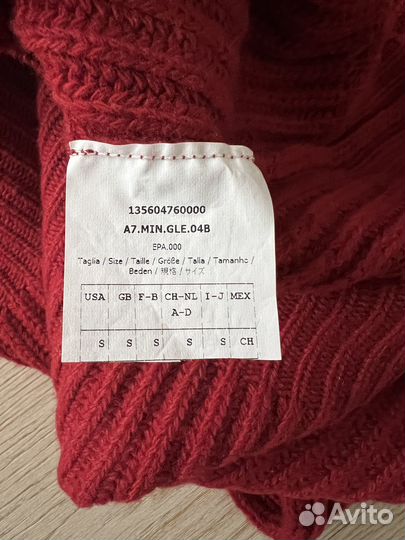 135604760000
A7.MIN.GLE.04B
EPA.000
Taglia / Size / Taille / Größe / Talla / Tamanho /
Beden / 規格 / サイズ
USA GB F-B CH-NL I-J MEX
A-D
S S S S S CH
Avito